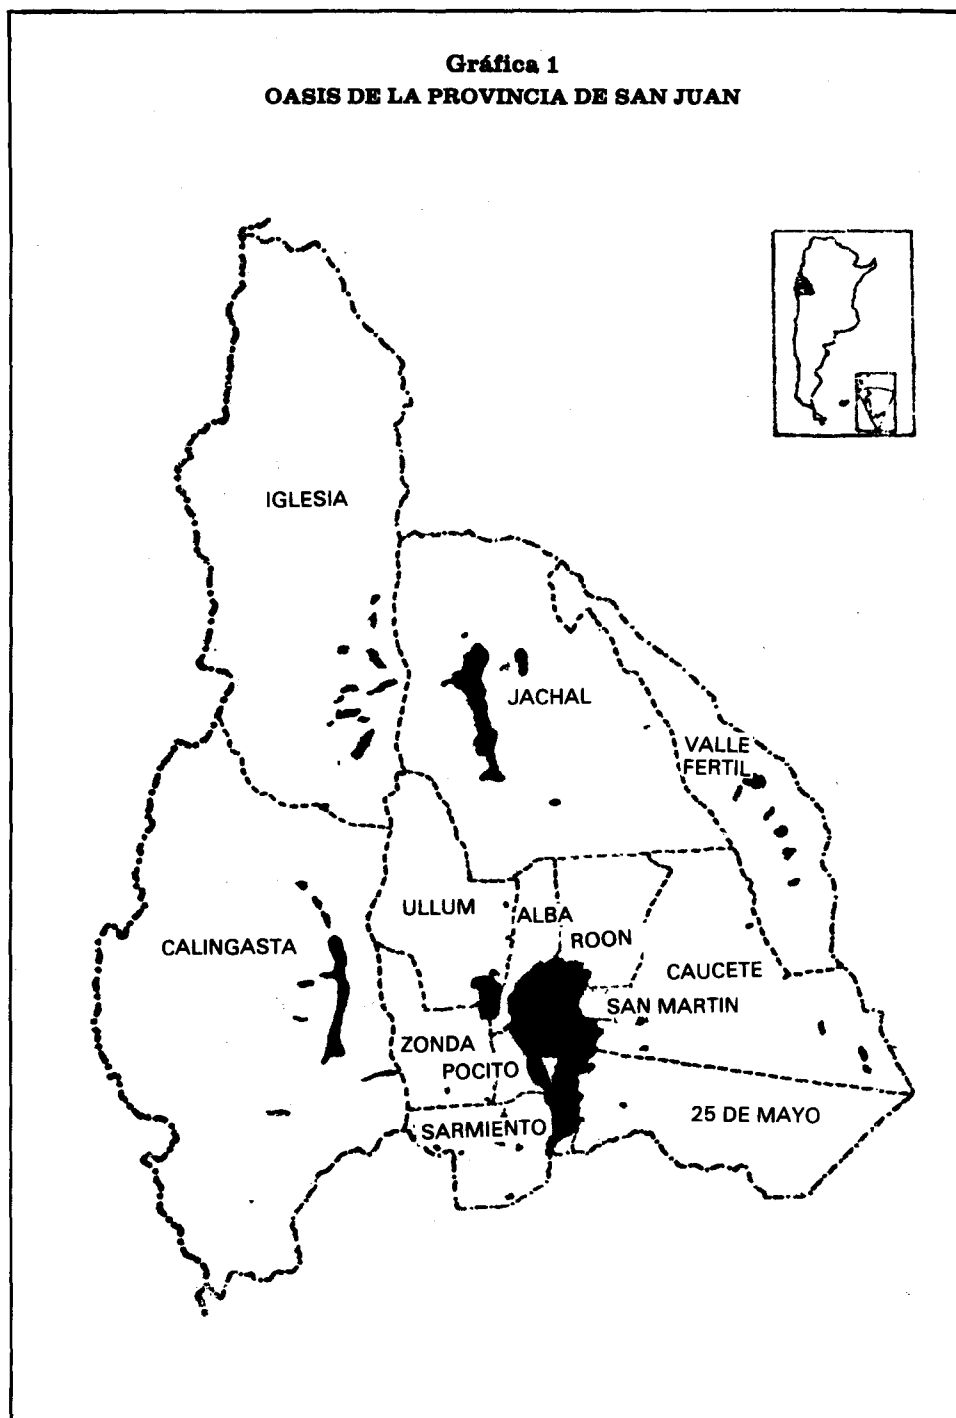 Gráfica 1
OASIS DE LA PROVINCIA DE SAN JUAN
IGLESIA
JACHAL
VALLE
FERTIL
ULLUM
ALBA
ROON
CALINGASTA
CAUCETE
SAN MARTIN
ZONDA
POCITO
25 DE MAYO
SARMIENTO